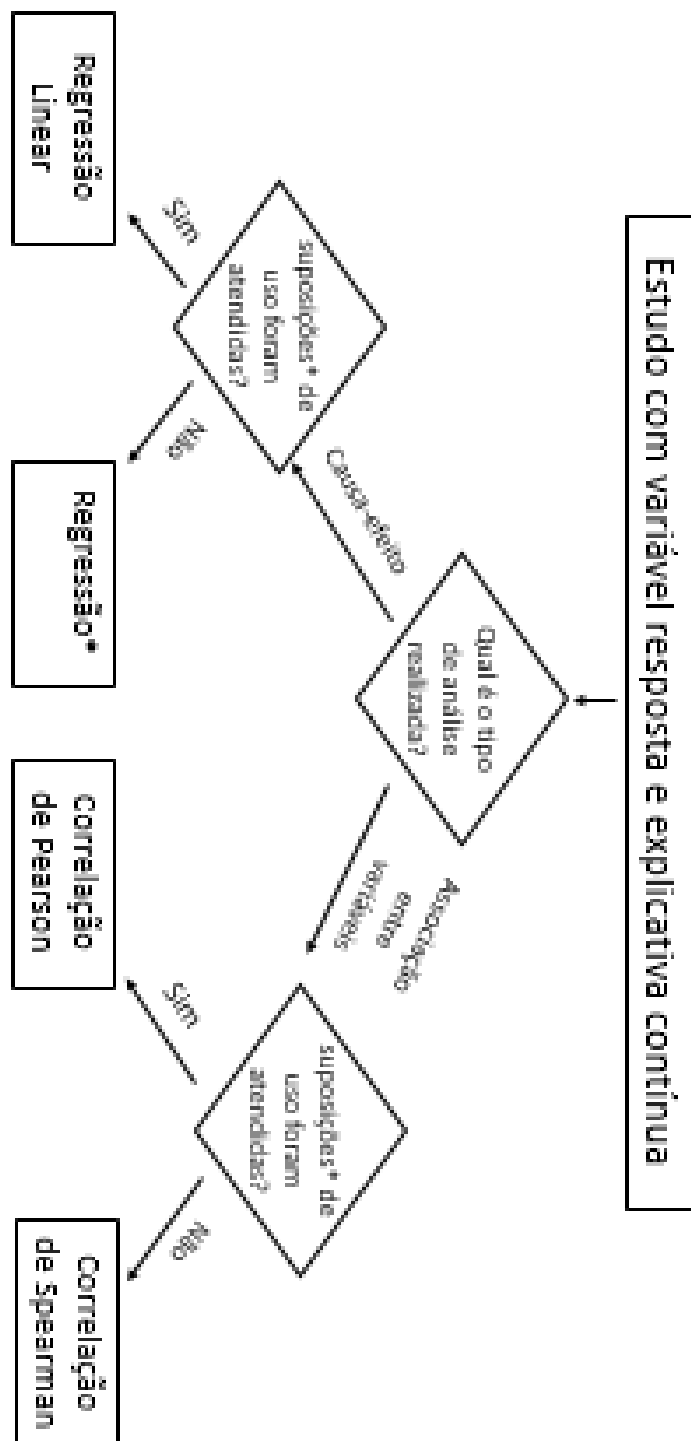 Estudo com variável resposta e explicativa contínua
Qual é o tipo
de análise
realizada?
Causa-efeito
Associação
entre
variáveis
suposições* de
uso foram
atendidas?
suposições* de
uso foram
atendidas?
Sim
Não
Sim
Não
Regressão
Linear
Regressão*
Correlação
de Pearson
Correlação
de Spearman